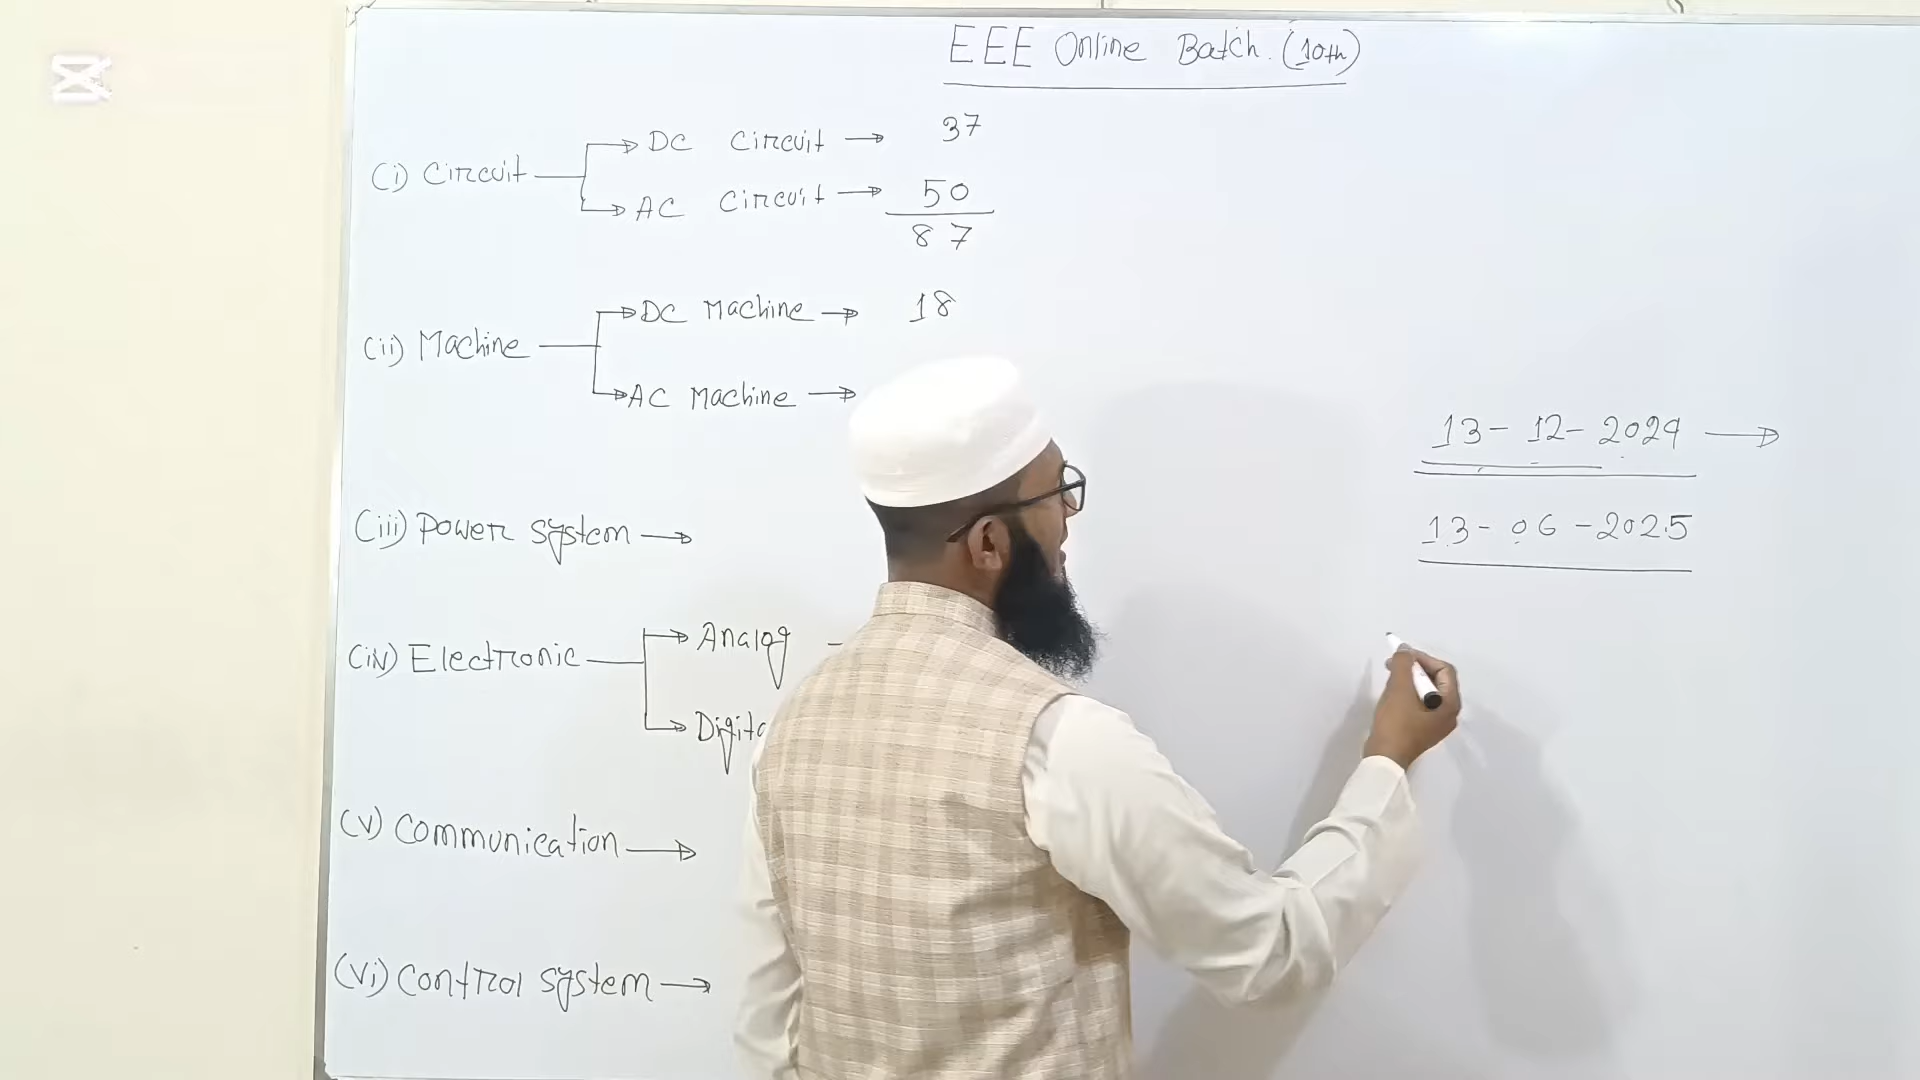 EEE Online Batch. (10th)
(i) Circuit
DC Circuit → 37
AC Circuit → 50
87
(ii) Machine
DC Machine → 18
AC Machine →
(iii) Power system →
(iv) Electronic
Analog
Digita
(v) Communication →
(vi) Control system →
13 - 12 - 2024 →
13 - 06 - 2025